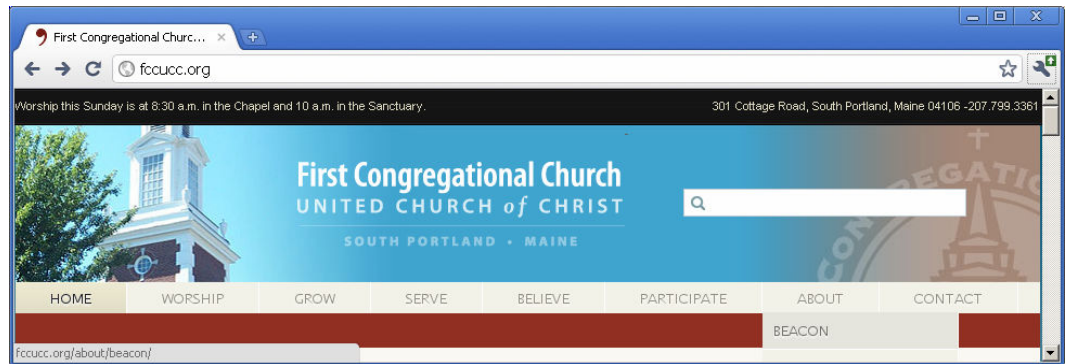 First Congregational Churc...
fccucc.org
Worship this Sunday is at 8:30 a.m. in the Chapel and 10 a.m. in the Sanctuary.
301 Cottage Road, South Portland, Maine 04106 -207.799.3361
First Congregational Church
UNITED CHURCH of CHRIST
SOUTH PORTLAND • MAINE
CONGREGATIO
HOME WORSHIP GROW SERVE BELIEVE PARTICIPATE ABOUT CONTACT
BEACON
fccucc.org/about/beacon/